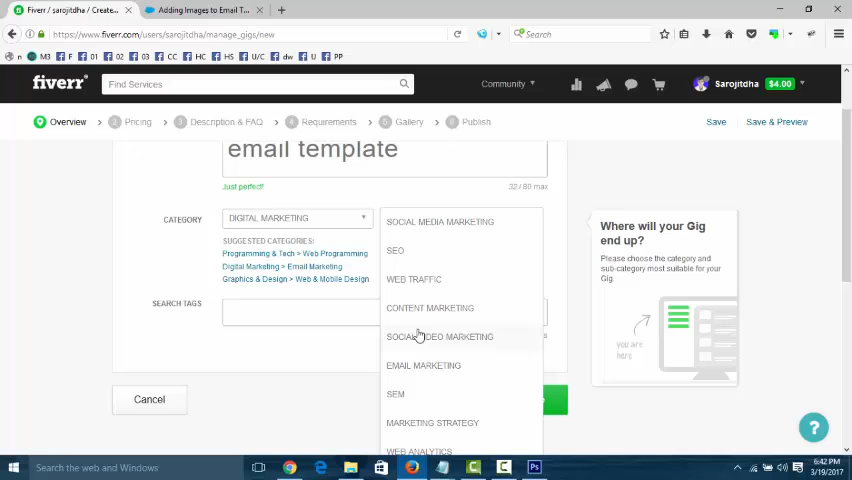 Fiverr / sarojitdha / Create...
Adding Images to Email T...
https://www.fiverr.com/users/sarojitdha/manage_gigs/new
Search
n M3 F 01 02 03 CC HC HS U/C dw U PP
fiverr
Find Services
Community
Sarojitdha $4.00
Overview 2 Pricing 3 Description & FAQ 4 Requirements 5 Gallery 6 Publish
Save Save & Preview
email template
Just perfect!
32 / 80 max
CATEGORY
DIGITAL MARKETING
SUGGESTED CATEGORIES:
Programming & Tech > Web Programming
Digital Marketing > Email Marketing
Graphics & Design > Web & Mobile Design
SEARCH TAGS
SOCIAL MEDIA MARKETING
SEO
WEB TRAFFIC
CONTENT MARKETING
SOCIAL VIDEO MARKETING
EMAIL MARKETING
SEM
MARKETING STRATEGY
WEB ANALYTICS
Where will your Gig
end up?
Please choose the category and
sub-category most suitable for your
Gig.
you are
here
Cancel
?
Search the web and Windows
6:42 PM
3/19/2017